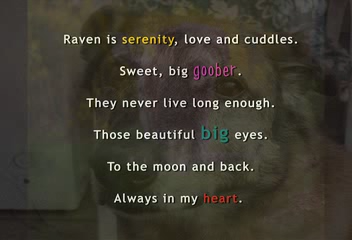 Raven is serenity, love and cuddles.
Sweet, big goober.
They never live long enough.
Those beautiful big eyes.
To the moon and back.
Always in my heart.